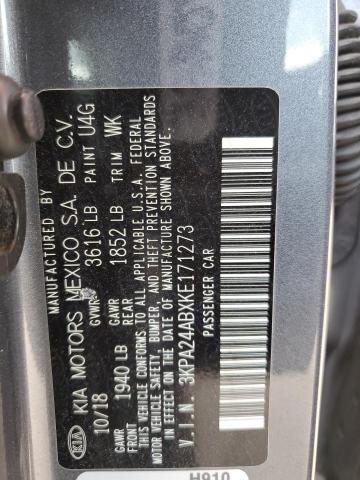 MANUFACTURED BY
KIA KIA MOTORS MEXICO S.A. DE C.V.
10/18 GVWR 3616 LB PAINT U4G
GAWR FRONT 1940 LB GAWR REAR 1852 LB TRIM WK
THIS VEHICLE CONFORMS TO ALL APPLICABLE U.S.A. FEDERAL
MOTOR VEHICLE SAFETY, BUMPER, AND THEFT PREVENTION STANDARDS
IN EFFECT ON THE DATE OF MANUFACTURE SHOWN ABOVE.
V.I.N. 3KPA24ABXKE171273
PASSENGER CAR
H910